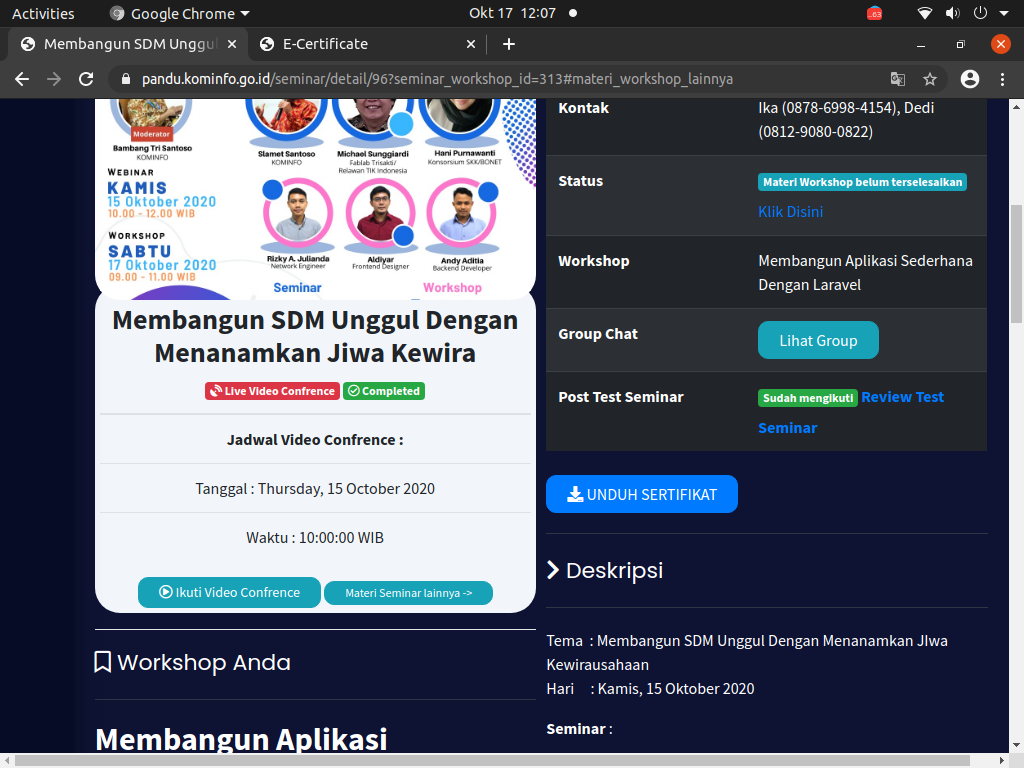 Activities
Google Chrome
Okt 17 12:07
63
Membangun SDM Unggul
E-Certificate
pandu.kominfo.go.id/seminar/detail/96?seminar_workshop_id=313#materi_workshop_lainnya
Moderator
Bambang Tri Santoso
KOMINFO
Slamet Santoso
KOMINFO
Michael Sunggiardi
Fablab Trisakti/
Relawan TIK Indonesia
Hani Purnawanti
Konsorsium SKK/BONET
WEBINAR
KAMIS
15 Oktober 2020
10.00 - 12.00 WIB
WORKSHOP
SABTU
17 Oktober 2020
09.00 - 11.00 WIB
Rizky A. Julianda
Network Engineer
Aldiyar
Frontend Designer
Andy Aditia
Backend Developer
Seminar
Workshop
Membangun SDM Unggul Dengan
Menanamkan Jiwa Kewira
Live Video Confrence
Completed
Jadwal Video Confrence :
Tanggal : Thursday, 15 October 2020
Waktu : 10:00:00 WIB
Ikuti Video Confrence
Materi Seminar lainnya ->
Workshop Anda
Membangun Aplikasi
Kontak
Ika (0878-6998-4154), Dedi
(0812-9080-0822)
Status
Materi Workshop belum terselesaikan
Klik Disini
Workshop
Membangun Aplikasi Sederhana
Dengan Laravel
Group Chat
Lihat Group
Post Test Seminar
Sudah mengikuti Review Test
Seminar
UNDUH SERTIFIKAT
Deskripsi
Tema : Membangun SDM Unggul Dengan Menanamkan JIwa
Kewirausahaan
Hari : Kamis, 15 Oktober 2020
Seminar :